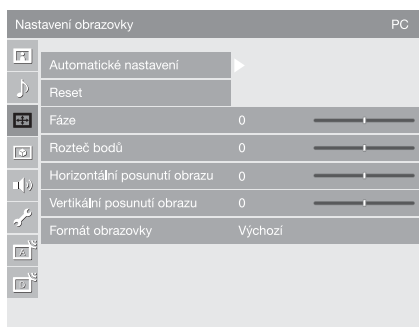 Nastavení obrazovky PC
Automatické nastavení
Reset
Fáze 0
Rozteč bodů 0
Horizontální posunutí obrazu 0
Vertikální posunutí obrazu 0
Formát obrazovky Výchozí
A
D